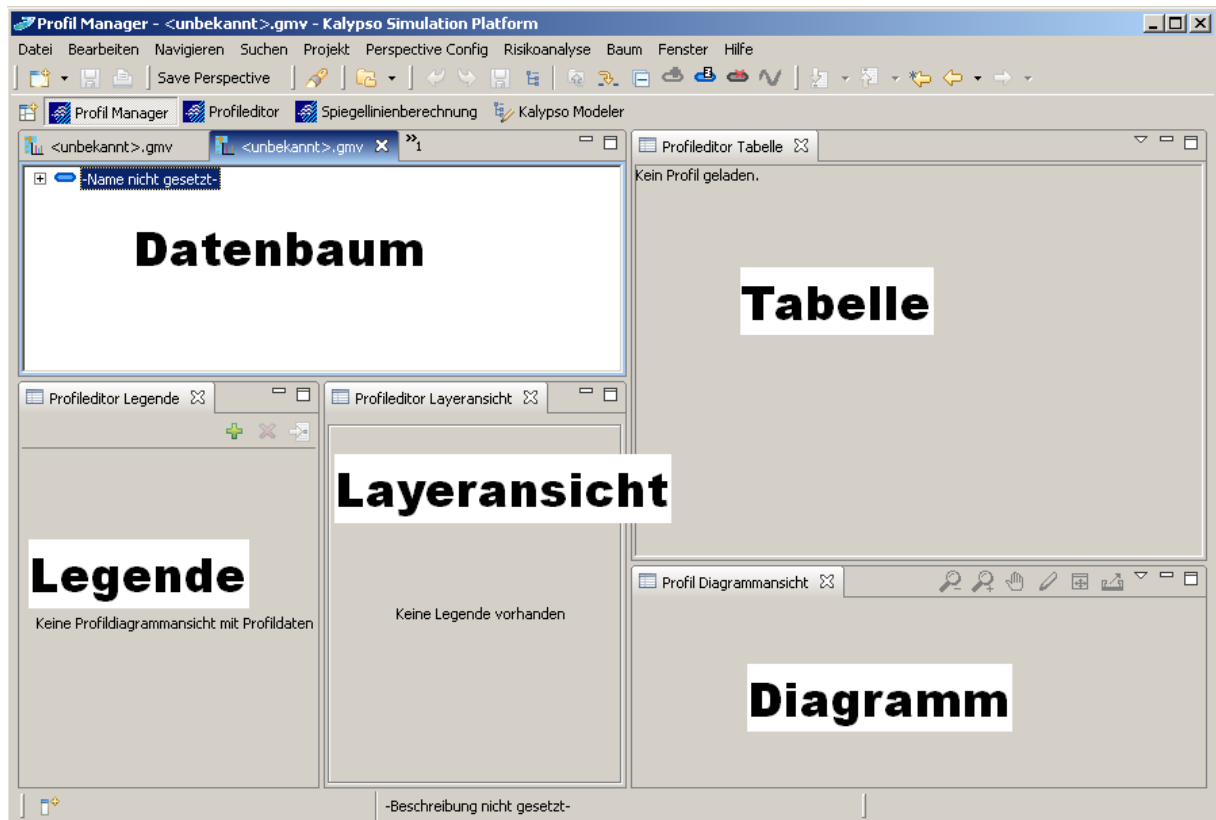 Profil Manager - <unbekannt>.gmv - Kalypso Simulation Platform
Datei Bearbeiten Navigieren Suchen Projekt Perspective Config Risikoanalyse Baum Fenster Hilfe
Save Perspective
Profil Manager Profileditor Spiegellinienberechnung Kalypso Modeler
<unbekannt>.gmv <unbekannt>.gmv »1
-Name nicht gesetzt-
Datenbaum
Profileditor Tabelle
Kein Profil geladen.
Tabelle
Profileditor Legende
Legende
Keine Profildiagrammansicht mit Profildaten
Profileditor Layeransicht
Layeransicht
Keine Legende vorhanden
Profil Diagrammansicht
Diagramm
-Beschreibung nicht gesetzt-